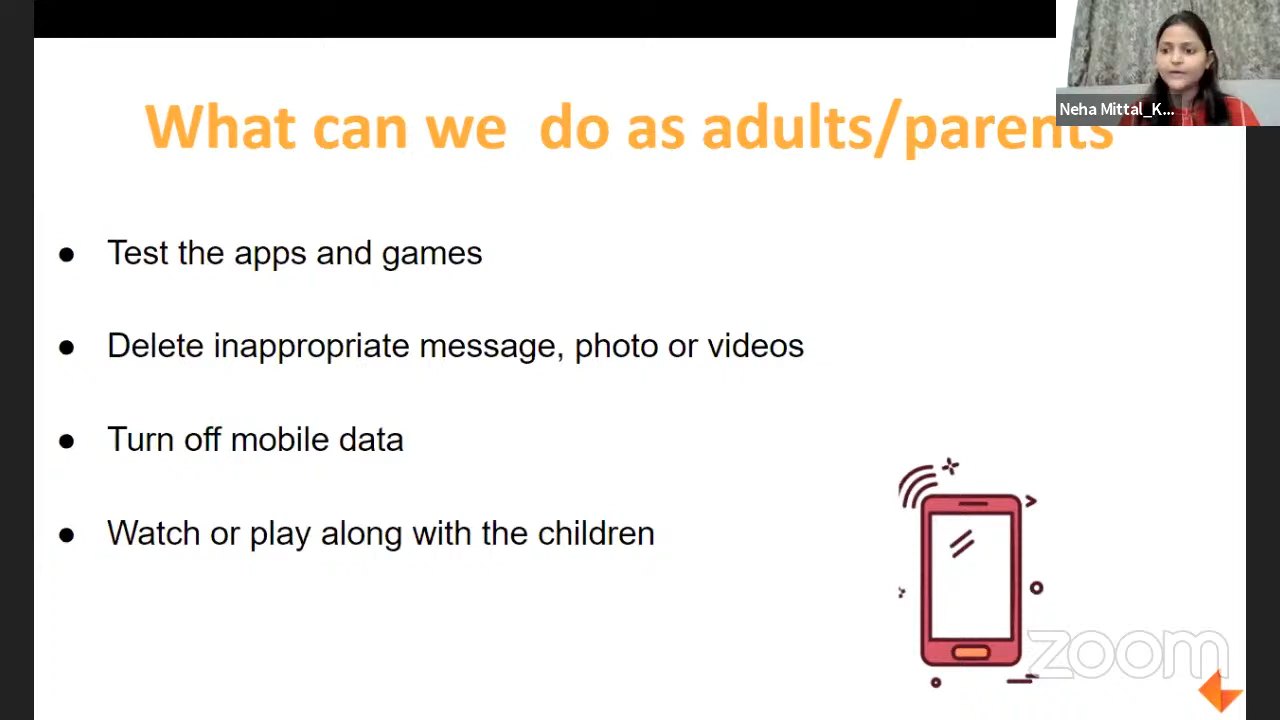 Neha Mittal_K...
What can we  do as adults/parents
● Test the apps and games
● Delete inappropriate message, photo or videos
● Turn off mobile data
● Watch or play along with the children
zoom